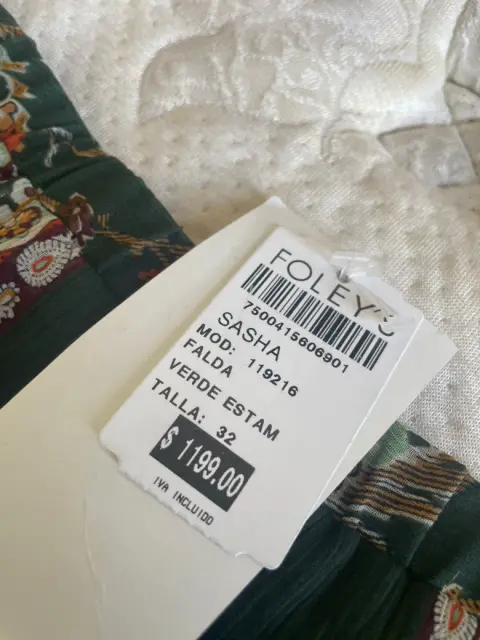 FOLEY'S
7500415606901
SASHA
MOD: 119216
FALDA
VERDE ESTAM
TALLA: 32
$ 1199.00
IVA INCLUIDO